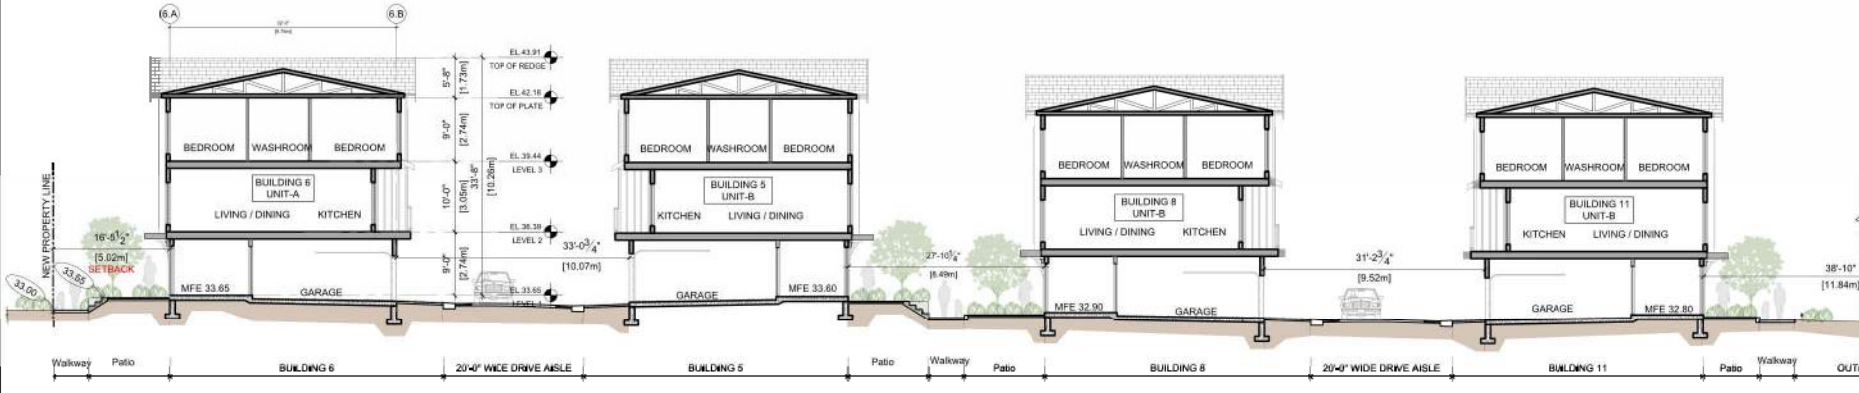 6.A
6.B
32'-0"
[9.75m]
EL.43.91
TOP OF REDGE
EL.42.18
TOP OF PLATE
EL.39.44
LEVEL 3
EL.36.39
LEVEL 2
EL.33.65
LEVEL 1
5'-8"
[1.73m]
9'-0"
[2.74m]
10'-0"
[3.05m]
9'-0"
[2.74m]
33'-8"
[10.26m]
NEW PROPERTY LINE
16'-5 1/2"
[5.02m]
SETBACK
33.00
33.65
BEDROOM
WASHROOM
BEDROOM
BUILDING 6
UNIT-A
LIVING / DINING
KITCHEN
MFE 33.65
GARAGE
33'-0 3/4"
[10.07m]
BEDROOM
WASHROOM
BEDROOM
BUILDING 5
UNIT-B
KITCHEN
LIVING / DINING
GARAGE
MFE 33.60
27'-10 1/4"
[8.49m]
BEDROOM
WASHROOM
BEDROOM
BUILDING 8
UNIT-B
LIVING / DINING
KITCHEN
MFE 32.90
GARAGE
31'-2 3/4"
[9.52m]
BEDROOM
WASHROOM
BEDROOM
BUILDING 11
UNIT-B
KITCHEN
LIVING / DINING
GARAGE
MFE 32.80
38'-10"
[11.84m]
Walkway
Patio
BUILDING 6
20'-0" WIDE DRIVE AISLE
BUILDING 5
Patio
Walkway
Patio
BUILDING 8
20'-0" WIDE DRIVE AISLE
BUILDING 11
Patio
Walkway